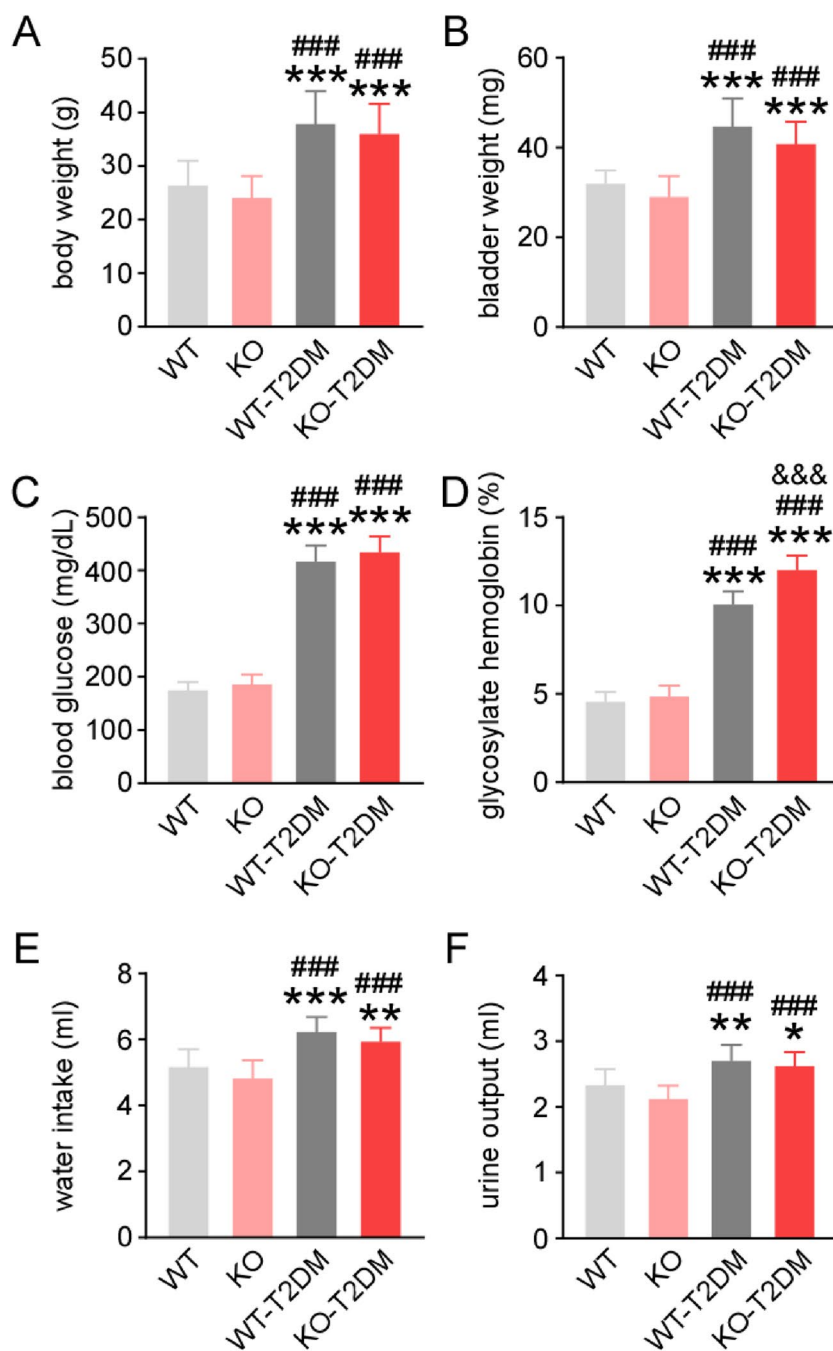 A
body weight (g)
50
40
30
20
10
0
###
***
###
***
WT
KO
WT-T2DM
KO-T2DM
B
bladder weight (mg)
60
40
20
0
###
***
###
***
WT
KO
WT-T2DM
KO-T2DM
C
blood glucose (mg/dL)
500
400
300
200
100
0
###
***
###
***
WT
KO
WT-T2DM
KO-T2DM
D
glycosylate hemoglobin (%)
15
10
5
0
###
***
&&&
###
***
WT
KO
WT-T2DM
KO-T2DM
E
water intake (ml)
8
6
4
2
0
###
***
###
**
WT
KO
WT-T2DM
KO-T2DM
F
urine output (ml)
4
3
2
1
0
###
**
###
*
WT
KO
WT-T2DM
KO-T2DM